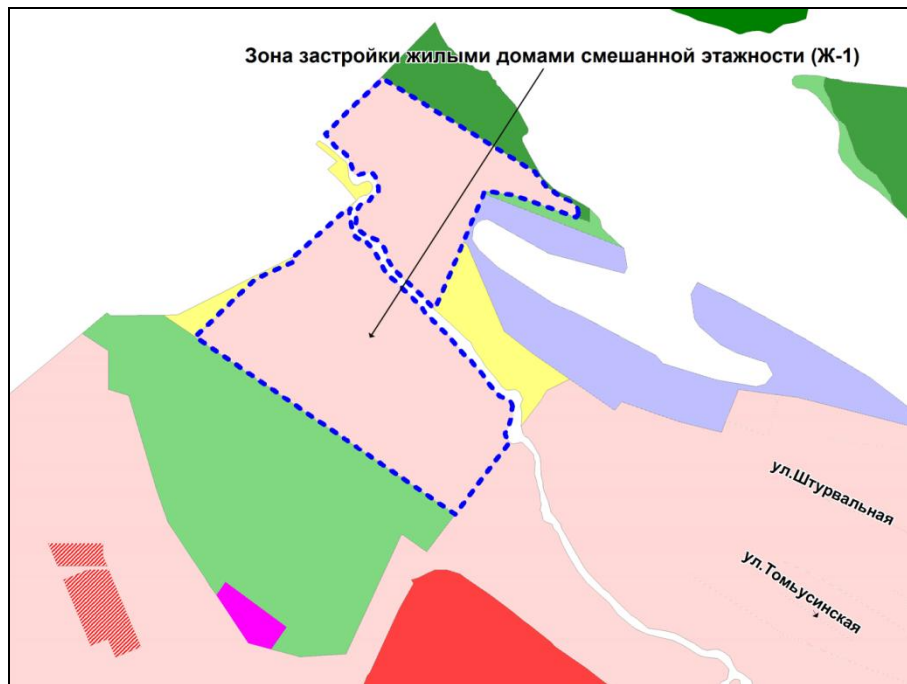 Зона застройки жилыми домами смешанной этажности (Ж-1)
ул.Штурвальная
ул.Томьусинская